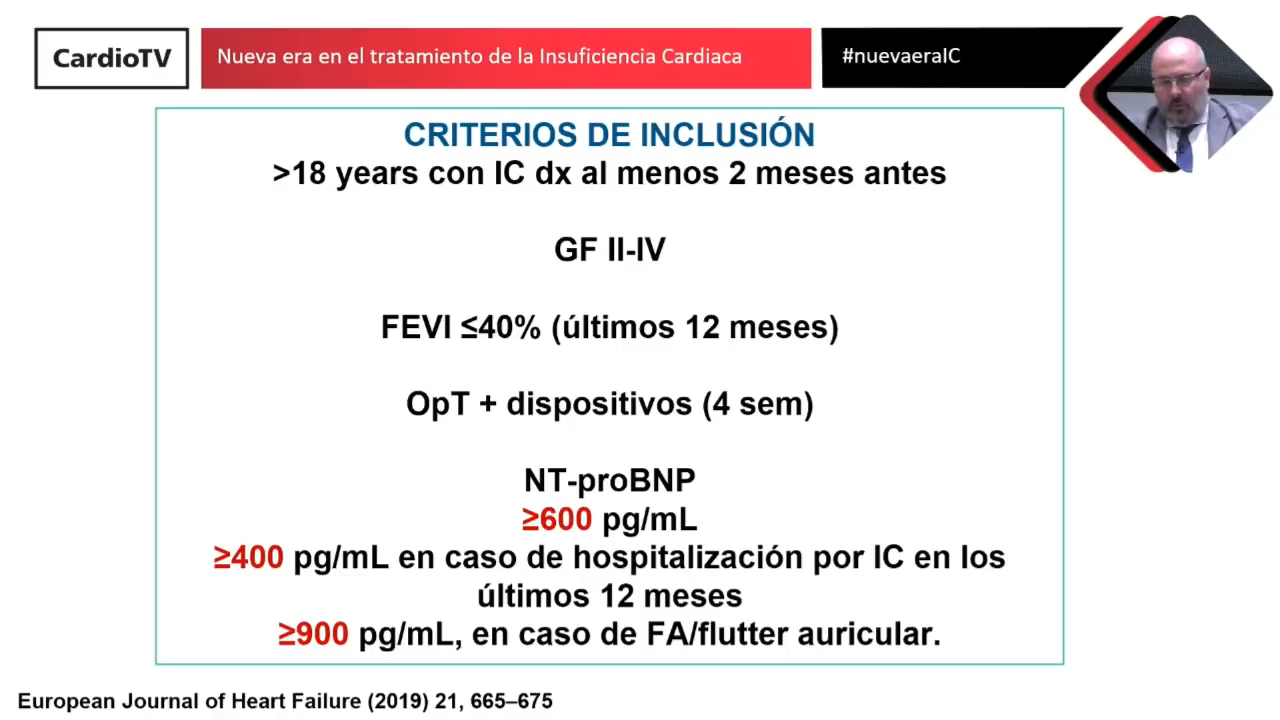 CardioTV
Nueva era en el tratamiento de la Insuficiencia Cardiaca
#nuevaeraIC
CRITERIOS DE INCLUSIÓN
>18 years con IC dx al menos 2 meses antes
GF II-IV
FEVI ≤40% (últimos 12 meses)
OpT + dispositivos (4 sem)
NT-proBNP
≥600 pg/mL
≥400 pg/mL en caso de hospitalización por IC en los
últimos 12 meses
≥900 pg/mL, en caso de FA/flutter auricular.
European Journal of Heart Failure (2019) 21, 665–675